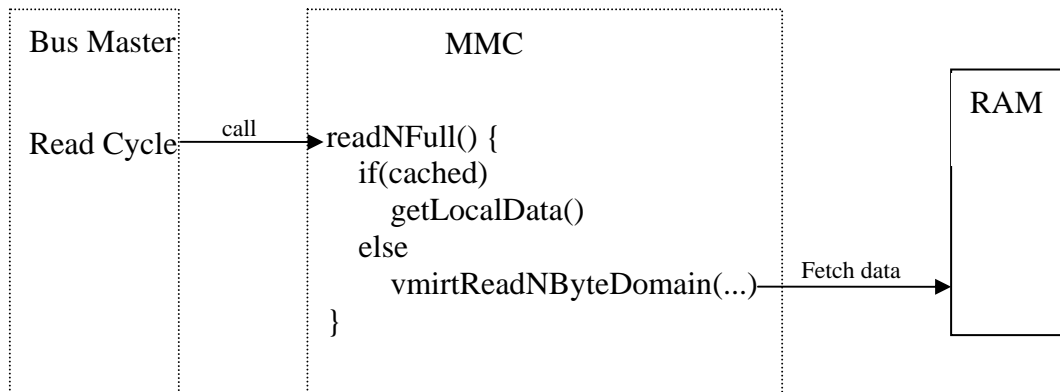 Bus Master
MMC
RAM
Read Cycle
call
readNFull() {
if(cached)
getLocalData()
else
vmirtReadNByteDomain(...)
Fetch data
}